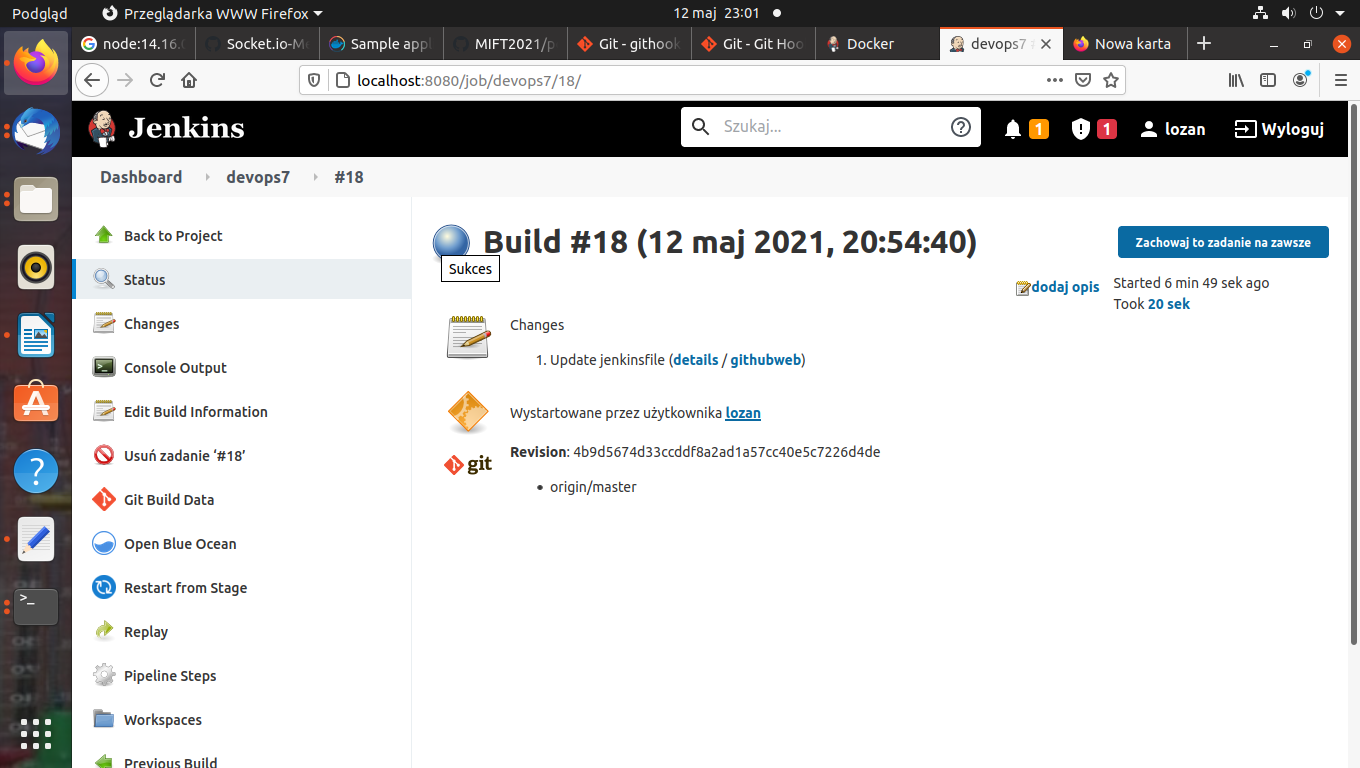 Podgląd
Przeglądarka WWW Firefox
12 maj 23:01
node:14.16.
Socket.io-M
Sample appl
MIFT2021/p
Git - githook
Git - Git Hoo
Docker
devops7
Nowa karta
localhost:8080/job/devops7/18/
Jenkins
Szukaj...
1
1
lozan
Wyloguj
Dashboard
devops7
#18
Back to Project
Status
Changes
Console Output
Edit Build Information
Usuń zadanie ‘#18’
Git Build Data
Open Blue Ocean
Restart from Stage
Replay
Pipeline Steps
Workspaces
Previous Build
Build #18 (12 maj 2021, 20:54:40)
Sukces
Zachowaj to zadanie na zawsze
dodaj opis
Started 6 min 49 sek ago
Took 20 sek
Changes
1. Update jenkinsfile (details / githubweb)
Wystartowane przez użytkownika lozan
git
Revision: 4b9d5674d33ccddf8a2ad1a57cc40e5c7226d4de
• origin/master